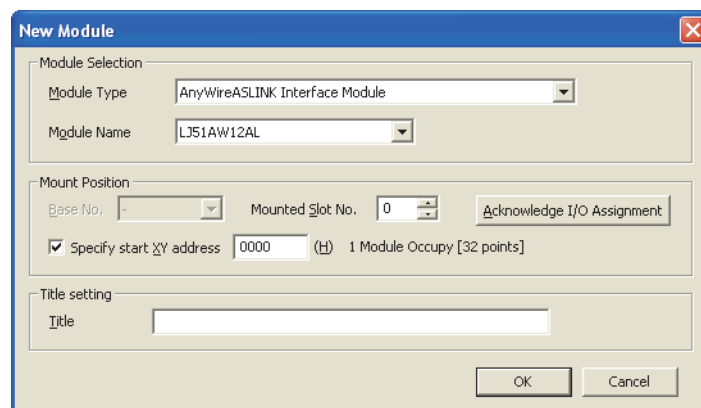 New Module
Module Selection
Module Type AnyWireASLINK Interface Module
Module Name LJ51AW12AL
Mount Position
Base No. - Mounted Slot No. 0 Acknowledge I/O Assignment
Specify start XY address 0000 (H) 1 Module Occupy [32 points]
Title setting
Title
OK Cancel